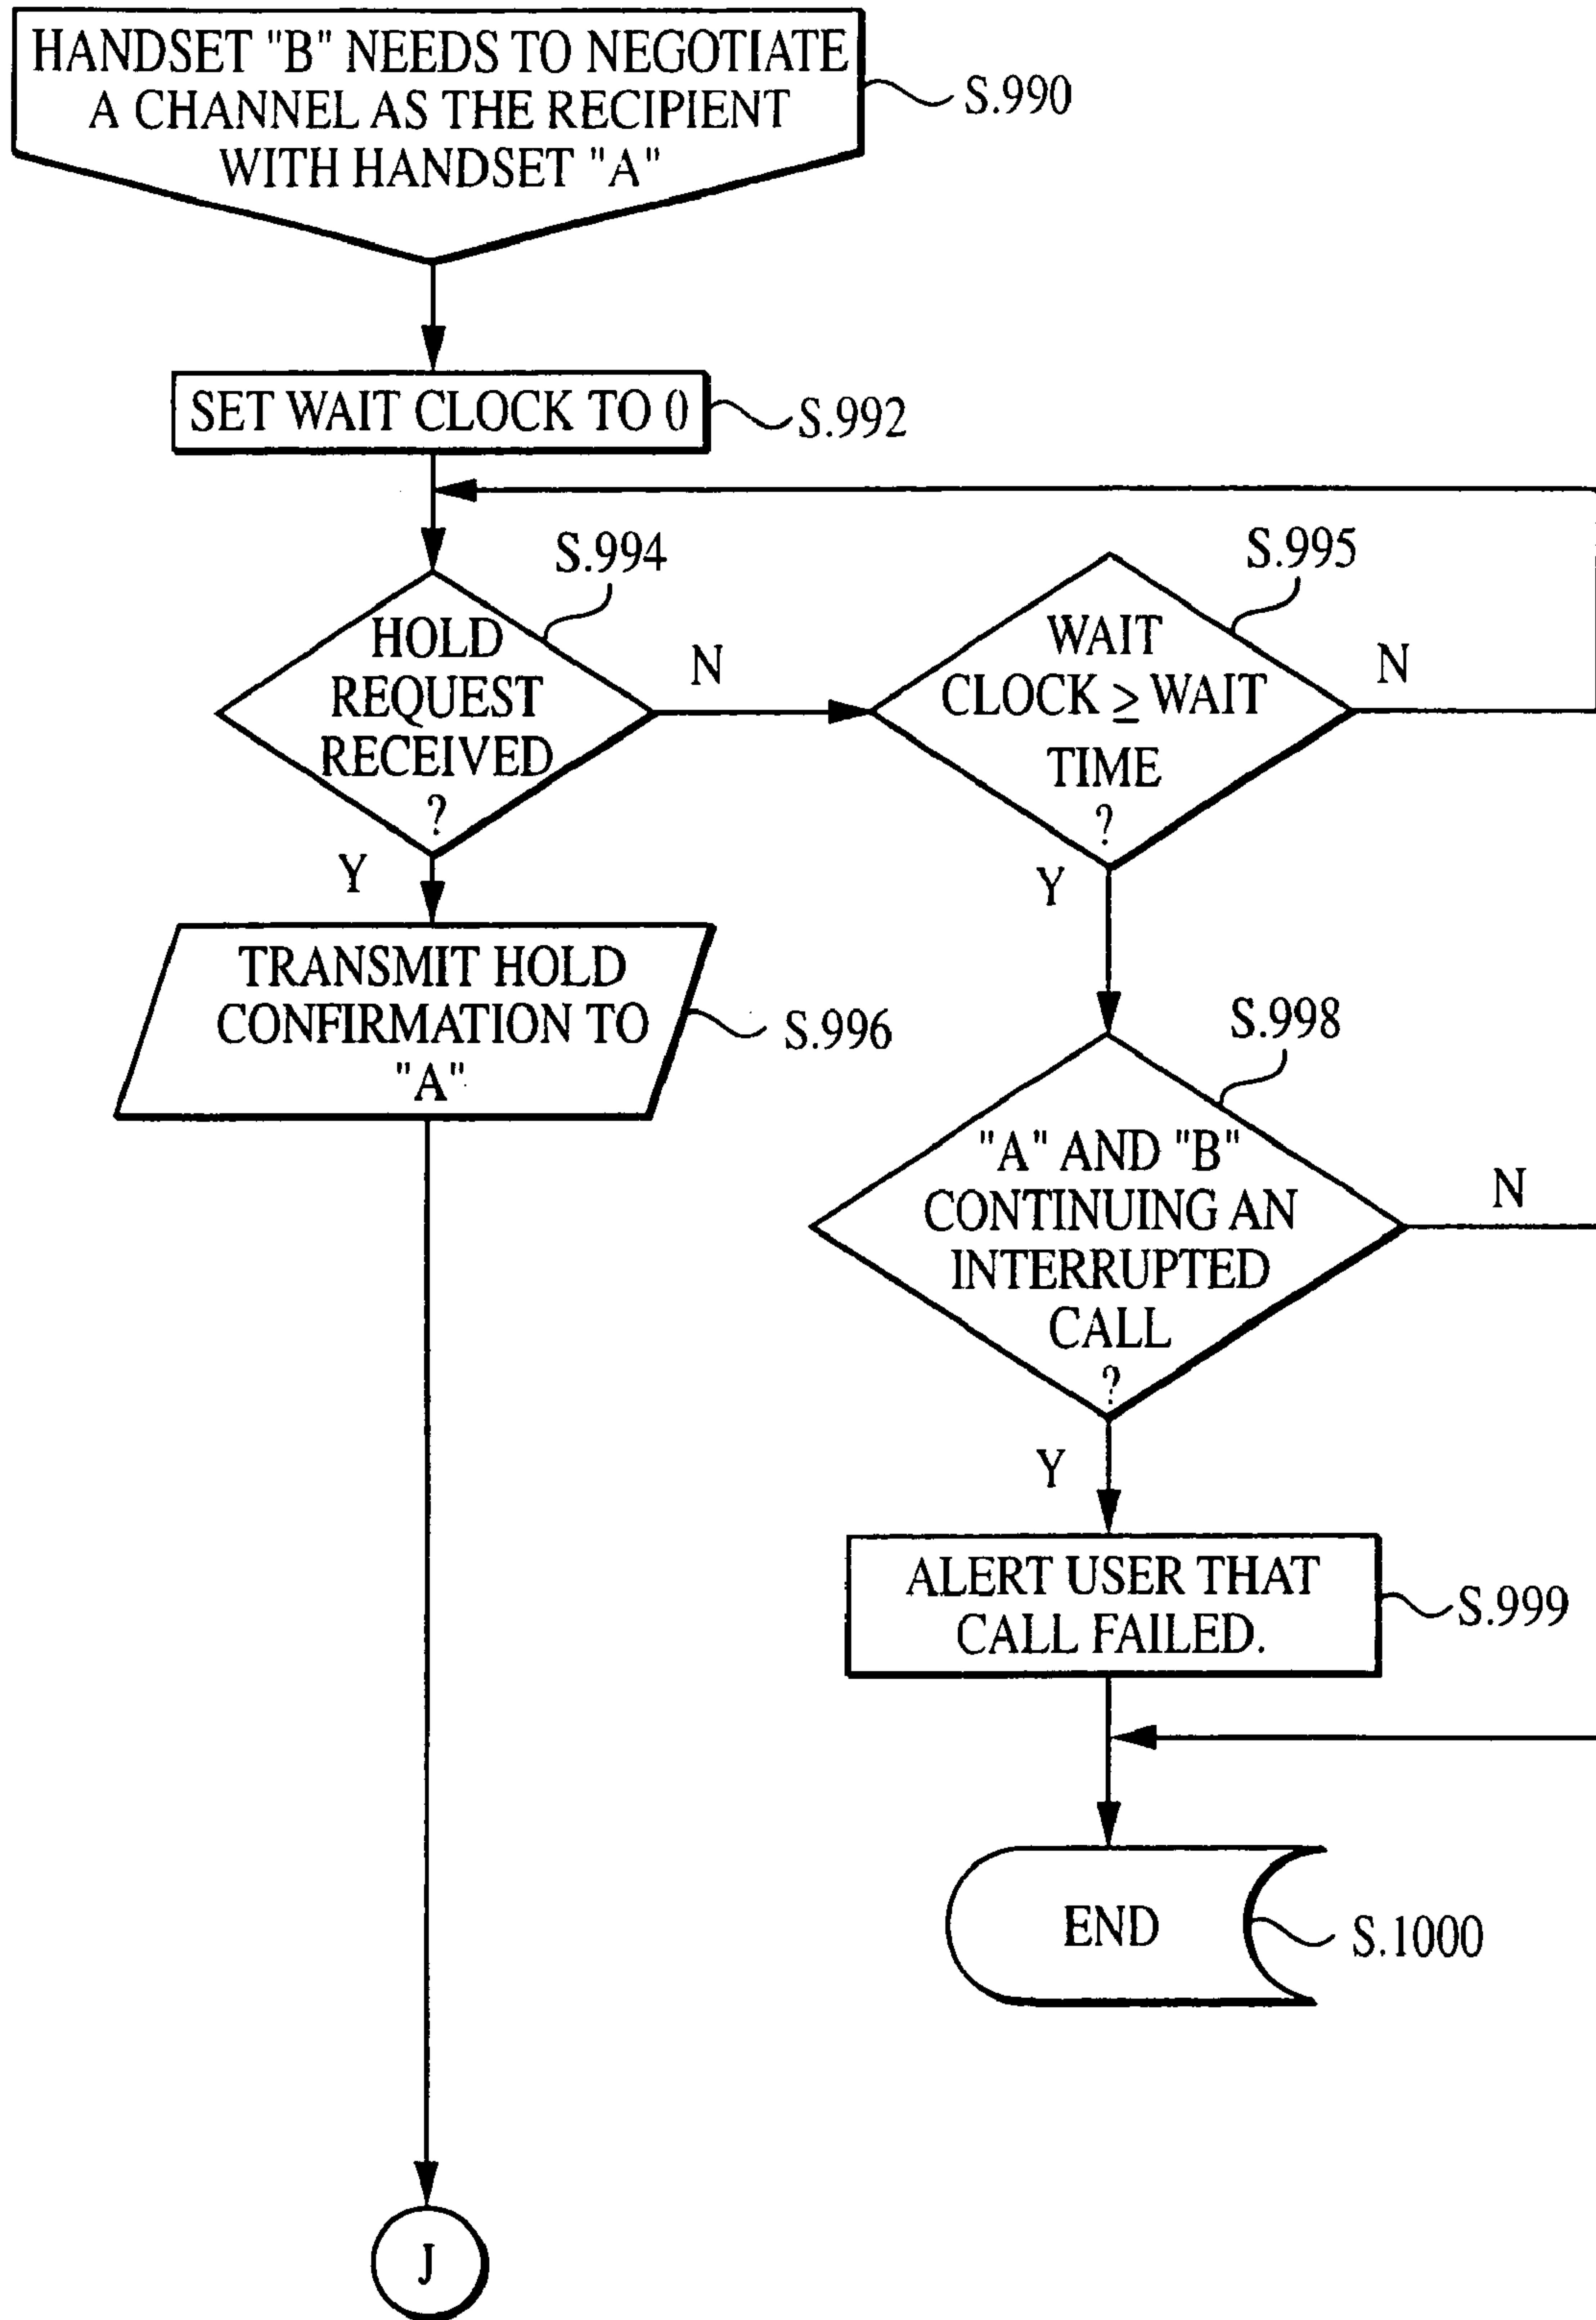 HANDSET "B" NEEDS TO NEGOTIATE
A CHANNEL AS THE RECIPIENT
WITH HANDSET "A"
S.990
SET WAIT CLOCK TO 0
S.992
S.994
HOLD
REQUEST
RECEIVED
?
N
Y
S.995
WAIT
CLOCK ≥ WAIT
TIME
?
N
Y
TRANSMIT HOLD
CONFIRMATION TO
"A"
S.996
S.998
"A" AND "B"
CONTINUING AN
INTERRUPTED
CALL
?
N
Y
ALERT USER THAT
CALL FAILED.
S.999
END
S.1000
J